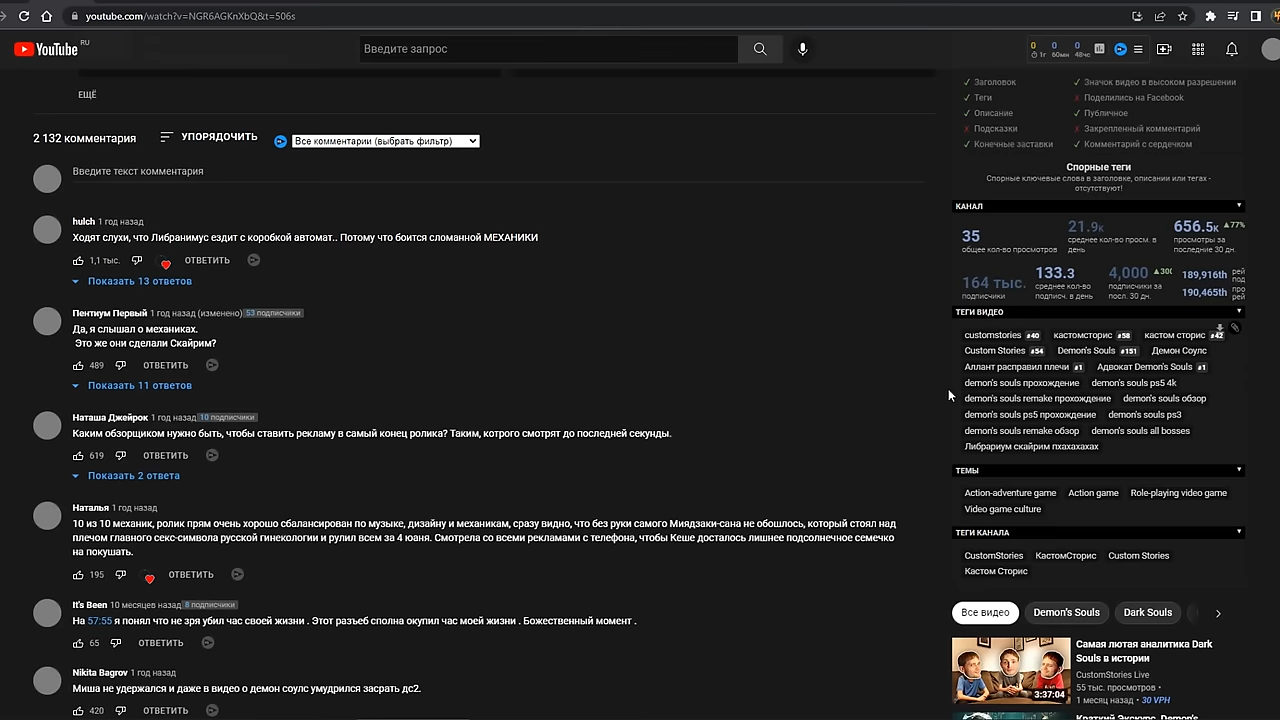 youtube.com/watch?v=NGR6AGKnXbQ&t=506s
YouTube RU
Введите запрос
0 0 0
1г 60мн 48чс
ЕЩЁ
2 132 комментария
УПОРЯДОЧИТЬ
Все комментарии (выбрать фильтр)
Введите текст комментария
hulch 1 год назад
Ходят слухи, что Либранимус ездит с коробкой автомат.. Потому что боится сломанной МЕХАНИКИ
1,1 тыс. ОТВЕТИТЬ
Показать 13 ответов
Пентиум Первый 1 год назад (изменено) 53 подписчики
Да, я слышал о механиках.
Это же они сделали Скайрим?
489 ОТВЕТИТЬ
Показать 11 ответов
Наташа Джейрок 1 год назад 10 подписчики
Каким обзорщиком нужно быть, чтобы ставить рекламу в самый конец ролика? Таким, котрого смотрят до последней секунды.
619 ОТВЕТИТЬ
Показать 2 ответа
Наталья 1 год назад
10 из 10 механик, ролик прям очень хорошо сбалансирован по музыке, дизайну и механикам, сразу видно, что без руки самого Миядзаки-сана не обошлось, который стоял над
плечом главного секс-символа русской гинекологии и рулил всем за 4 юаня. Смотрела со всеми рекламами с телефона, чтобы Кеше досталось лишнее подсолнечное семечко
на покушать.
195 ОТВЕТИТЬ
It's Been 10 месяцев назад 8 подписчики
На 57:55 я понял что не зря убил час своей жизни . Этот разъеб сполна окупил час моей жизни . Божественный момент .
65 ОТВЕТИТЬ
Nikita Bagrov 1 год назад
Миша не удержался и даже в видео о демон соулс умудрился засрать дс2.
420 ОТВЕТИТЬ
✓ Заголовок ✓ Значок видео в высоком разрешении
✓ Теги ✗ Поделились на Facebook
✓ Описание ✓ Публичное
✗ Подсказки ✗ Закрепленный комментарий
✓ Конечные заставки ✓ Комментарий с сердечком
Спорные теги
Спорные ключевые слова в заголовке, описании или тегах -
отсутствуют!
КАНАЛ
35
общее кол-во просмотров
21.9к
среднее кол-во просм. в
день
656.5к ▲77%
просмотры за
последние 30 дн.
164 тыс.
подписчики
133.3
среднее кол-во
подписч. в день
4,000 ▲300
подписчики за
посл. 30 дн.
189,916th рей
под
190,465th про
рей
ТЕГИ ВИДЕО
customstories #40 кастомсторис #58 кастом сторис #42
Custom Stories #54 Demon's Souls #151 Демон Соулс
Аллант расправил плечи #1 Адвокат Demon's Souls #1
demon's souls прохождение demon's souls ps5 4k
demon's souls remake прохождение demon's souls обзор
demon's souls ps5 прохождение demon's souls ps3
demon's souls remake обзор demon's souls all bosses
Либрариум скайрим пхахахахах
ТЕМЫ
Action-adventure game Action game Role-playing video game
Video game culture
ТЕГИ КАНАЛА
CustomStories КастомСторис Custom Stories
Кастом Сторис
Все видео Demon's Souls Dark Souls
3:37:04
Самая лютая аналитика Dark
Souls в истории
CustomStories Live
55 тыс. просмотров •
1 месяц назад • 30 VPH
Краткий Экскурс. Demon's